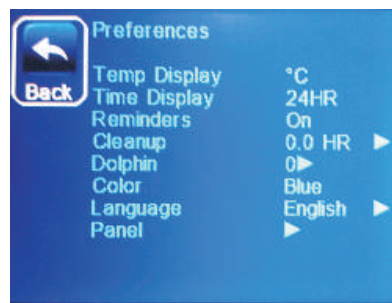 Preferences
Temp Display °C
Back
Time Display 24HR
Reminders On
Cleanup 0.0 HR ▶
Dolphin 0▶
Color Blue
Language English ▶
Panel ▶